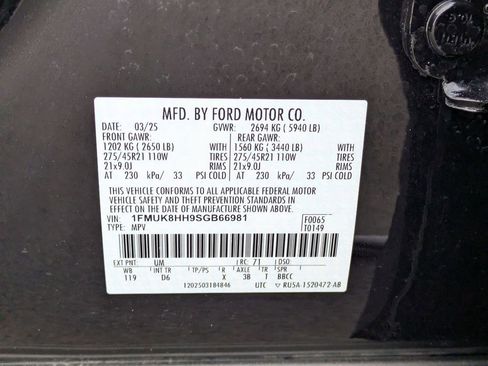 MFD. BY FORD MOTOR CO.
DATE: 03/25 GVWR: 2694 KG ( 5940 LB)
FRONT GAWR: REAR GAWR:
1202 KG ( 2650 LB) WITH 1560 KG ( 3440 LB) WITH
275/45R21 110W TIRES 275/45R21 110W TIRES
21x9.0J RIMS 21x9.0J RIMS
AT 230 kPa/ 33 PSI COLD AT 230 kPa/ 33 PSI COLD
THIS VEHICLE CONFORMS TO ALL APPLICABLE FEDERAL MOTOR
VEHICLE SAFETY AND THEFT PREVENTION STANDARDS IN
EFFECT ON THE DATE OF MANUFACTURE SHOWN ABOVE.
VIN: 1FMUK8HH9SGB66981 F0065
TYPE: MPV T0149
EXT PNT: UM RC: 71 DSO:
WB INT TR TP/PS R AXLE TR SPR
119 D6 X 3B T BBCC
1202503184846 UTC ▽ RU5A-1520472-AB